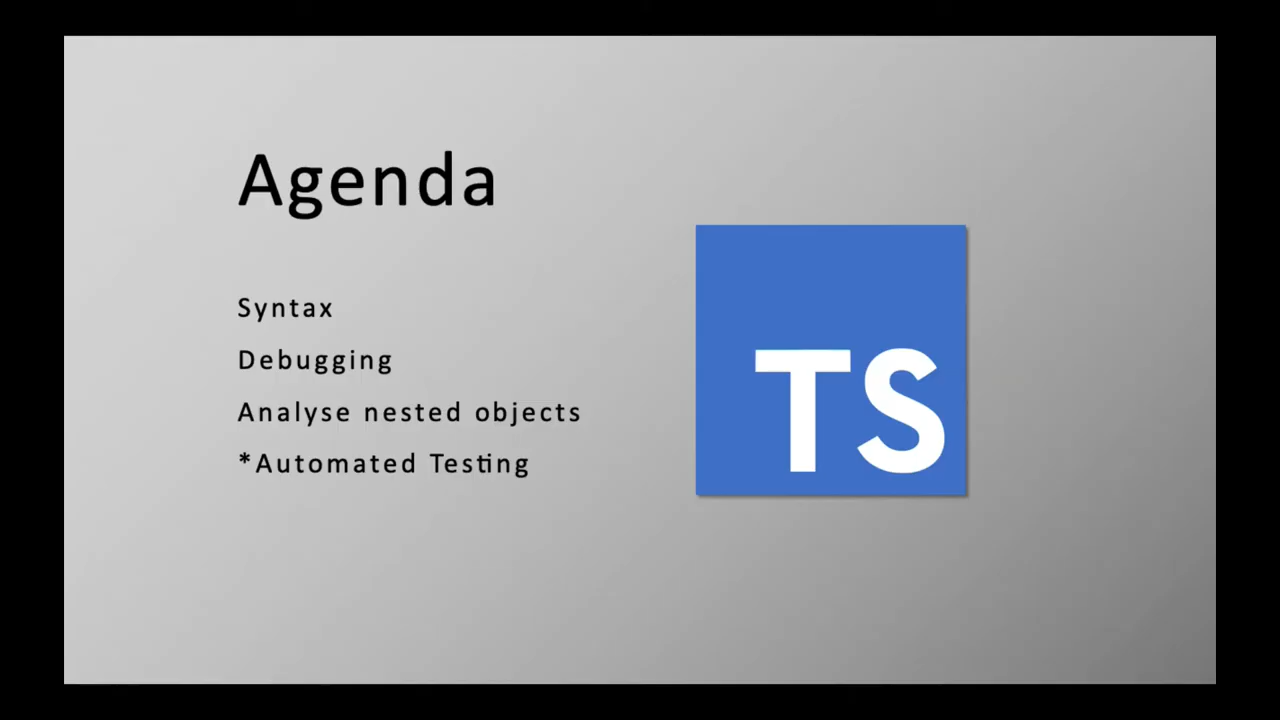 Agenda
Syntax
Debugging
Analyse nested objects
*Automated Testing
TS